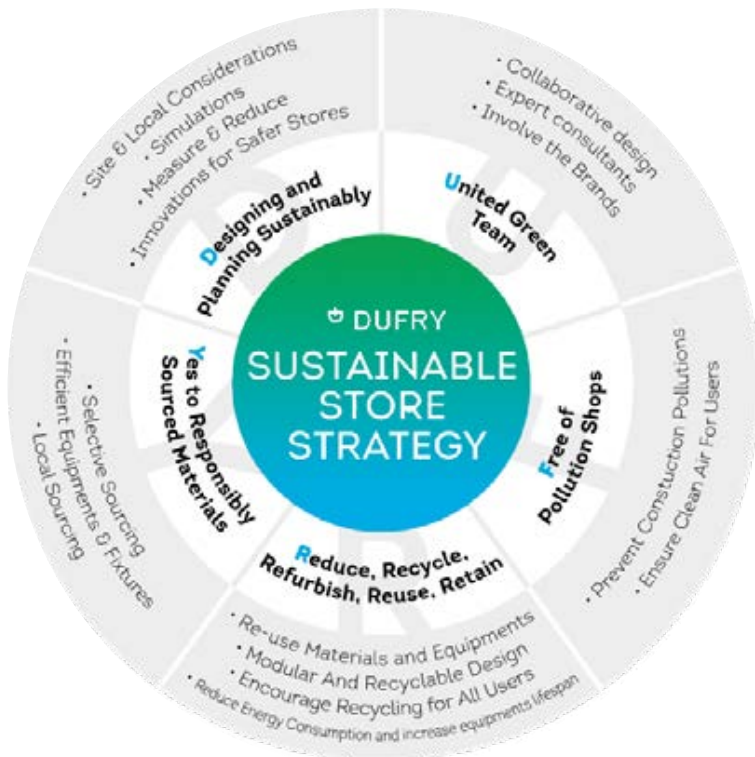 DUFRY
SUSTAINABLE
STORE
STRATEGY
Designing and
Planning Sustainably
• Site & Local Considerations
• Simulations
• Measure & Reduce
• Innovations for Safer Stores
United Green
Team
• Collaborative design
• Expert consultants
• Involve the Brands
Free of
Pollution Shops
• Prevent Constuction Pollutions
• Ensure Clean Air For Users
Reduce, Recycle,
Refurbish, Reuse, Retain
• Re-use Materials and Equipments
• Modular And Recyclable Design
• Encourage Recycling for All Users
• Reduce Energy Consumption and increase equipments lifespan
Yes to Responsibly
Sourced Materials
• Selective Sourcing
• Efficient Equipments & Fixtures
• Local Sourcing
D
U
F
R
Y